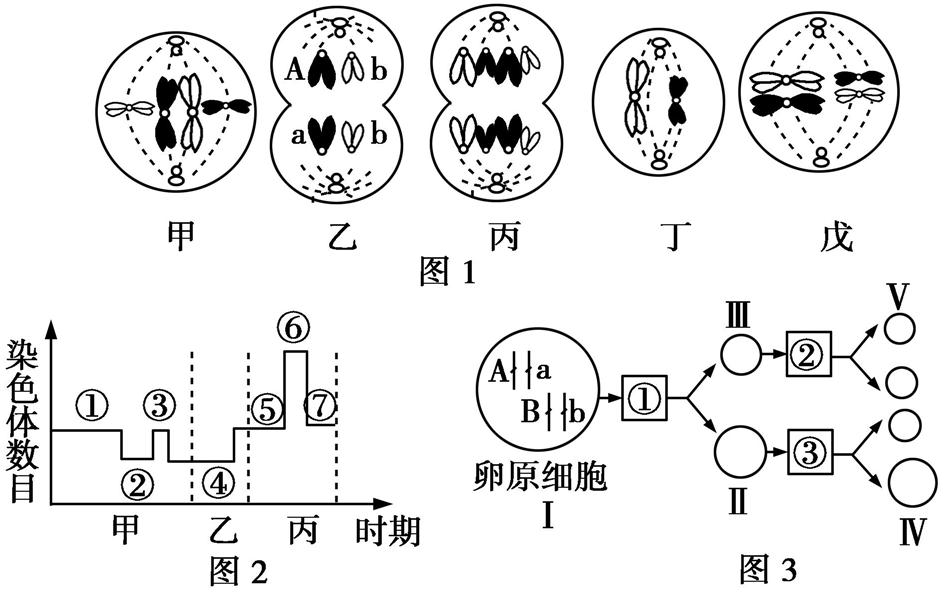 A b
a b
甲 乙 丙 丁 戊
图1
染色体数目
① ② ③ ④ ⑤ ⑥ ⑦
甲 乙 丙 时期
图2
A a
B b
卵原细胞
Ⅰ
①
Ⅲ ② Ⅴ
Ⅱ ③ Ⅳ
图3